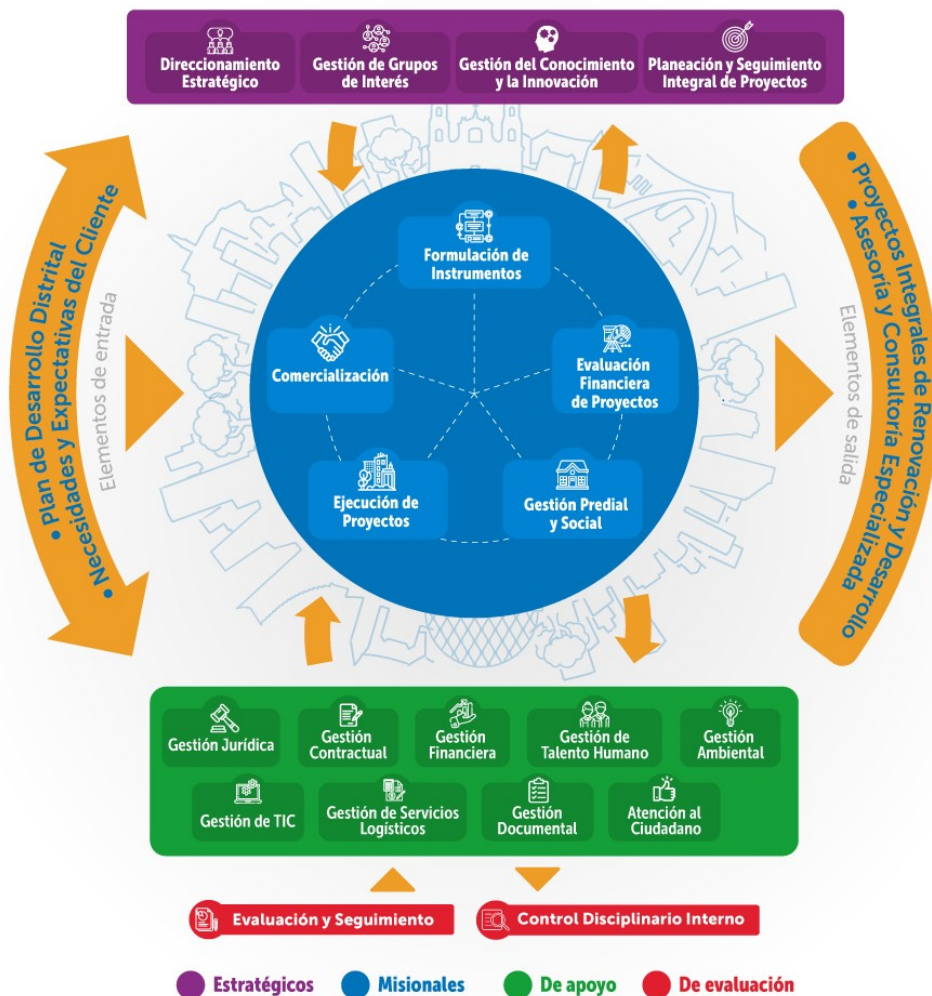 Direccionamiento
Estratégico
Gestión de Grupos
de Interés
Gestión del Conocimiento
y la Innovación
Planeación y Seguimiento
Integral de Proyectos
• Plan de Desarrollo Distrital
• Necesidades y Expectativas del Cliente
Elementos de entrada
Formulación de
Instrumentos
Comercialización
Evaluación
Financiera
de Proyectos
Ejecución de
Proyectos
Gestión Predial
y Social
Elementos de salida
• Proyectos Integrales de Renovación y Desarrollo
• Asesoría y Consultoría Especializada
Gestión Jurídica
Gestión
Contractual
Gestión
Financiera
Gestión de
Talento Humano
Gestión
Ambiental
Gestión de TIC
Gestión de Servicios
Logísticos
Gestión
Documental
Atención al
Ciudadano
Evaluación y Seguimiento
Control Disciplinario Interno
Estratégicos
Misionales
De apoyo
De evaluación